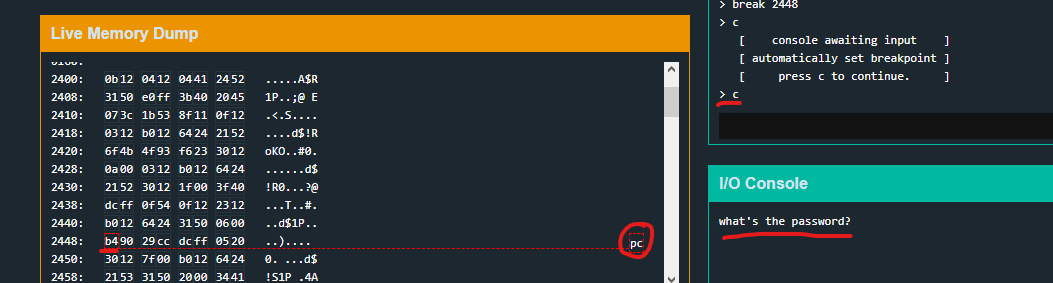 Live Memory Dump
2400: 0b12 0412 0441 2452 .....A$R
2408: 3150 e0ff 3b40 2045 1P..;@ E
2410: 073c 1b53 8f11 0f12 .<.S....
2418: 0312 b012 6424 2152 ....d$!R
2420: 6f4b 4f93 f623 3012 oKO..#0.
2428: 0a00 0312 b012 6424 ......d$
2430: 2152 3012 1f00 3f40 !R0...?@
2438: dcff 0f54 0f12 2312 ...T..#.
2440: b012 6424 3150 0600 ..d$1P..
2448: b490 29cc dcff 0520 ..)....
pc
2450: 3012 7f00 b012 6424 0. ...d$
2458: 2153 3150 2000 3441 !S1P .4A
> break 2448
> c
[ console awaiting input ]
[ automatically set breakpoint ]
[ press c to continue. ]
> c
I/O Console
what's the password?